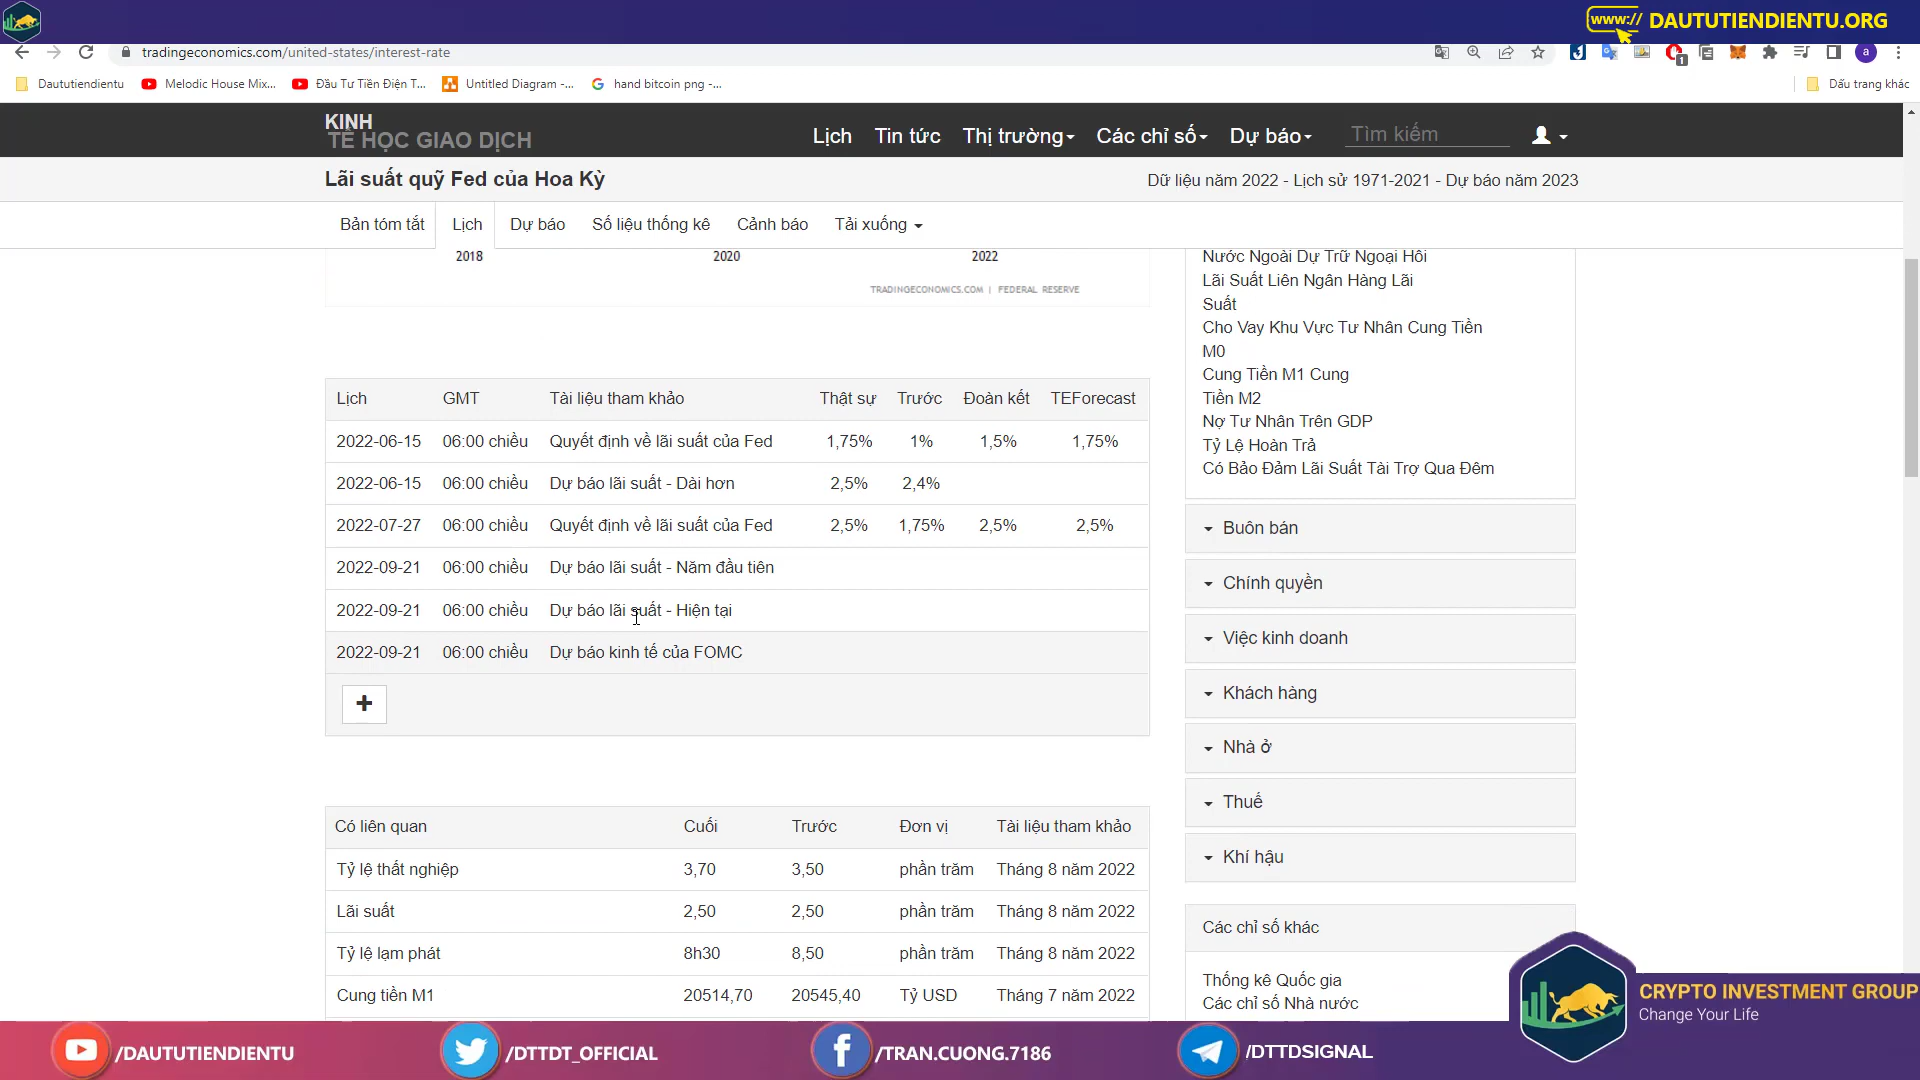 www:// DAUTUTIENDIENTU.ORG
tradingeconomics.com/united-states/interest-rate
1
a
Dautututiendientu
Melodic House Mix...
Đầu Tư Tiền Điện T...
Untitled Diagram -...
hand bitcoin png -...
Dấu trang khác
KINH
TẾ HỌC GIAO DỊCH
Lịch
Tin tức
Thị trường
Các chỉ số
Dự báo
Tìm kiếm
Lãi suất quỹ Fed của Hoa Kỳ
Dữ liệu năm 2022 - Lịch sử 1971-2021 - Dự báo năm 2023
Bản tóm tắt
Lịch
Dự báo
Số liệu thống kê
Cảnh báo
Tải xuống
2018 2020 2022
TRADINGECONOMICS.COM | FEDERAL RESERVE
Lịch GMT Tài liệu tham khảo Thật sự Trước Đoàn kết TEForecast
2022-06-15 06:00 chiều Quyết định về lãi suất của Fed 1,75% 1% 1,5% 1,75%
2022-06-15 06:00 chiều Dự báo lãi suất - Dài hơn 2,5% 2,4%
2022-07-27 06:00 chiều Quyết định về lãi suất của Fed 2,5% 1,75% 2,5% 2,5%
2022-09-21 06:00 chiều Dự báo lãi suất - Năm đầu tiên
2022-09-21 06:00 chiều Dự báo lãi suất - Hiện tại
2022-09-21 06:00 chiều Dự báo kinh tế của FOMC
+
Có liên quan Cuối Trước Đơn vị Tài liệu tham khảo
Tỷ lệ thất nghiệp 3,70 3,50 phần trăm Tháng 8 năm 2022
Lãi suất 2,50 2,50 phần trăm Tháng 8 năm 2022
Tỷ lệ lạm phát 8h30 8,50 phần trăm Tháng 8 năm 2022
Cung tiền M1 20514,70 20545,40 Tỷ USD Tháng 7 năm 2022
Nước Ngoài Dự Trữ Ngoại Hối
Lãi Suất Liên Ngân Hàng Lãi
Suất
Cho Vay Khu Vực Tư Nhân Cung Tiền
M0
Cung Tiền M1 Cung
Tiền M2
Nợ Tư Nhân Trên GDP
Tỷ Lệ Hoàn Trả
Có Bảo Đảm Lãi Suất Tài Trợ Qua Đêm
Buôn bán
Chính quyền
Việc kinh doanh
Khách hàng
Nhà ở
Thuế
Khí hậu
Các chỉ số khác
Thống kê Quốc gia
Các chỉ số Nhà nước
CRYPTO INVESTMENT GROUP
Change Your Life
/DAUTUTIENDIENTU
/DTTDT_OFFICIAL
/TRAN.CUONG.7186
/DTTDSIGNAL